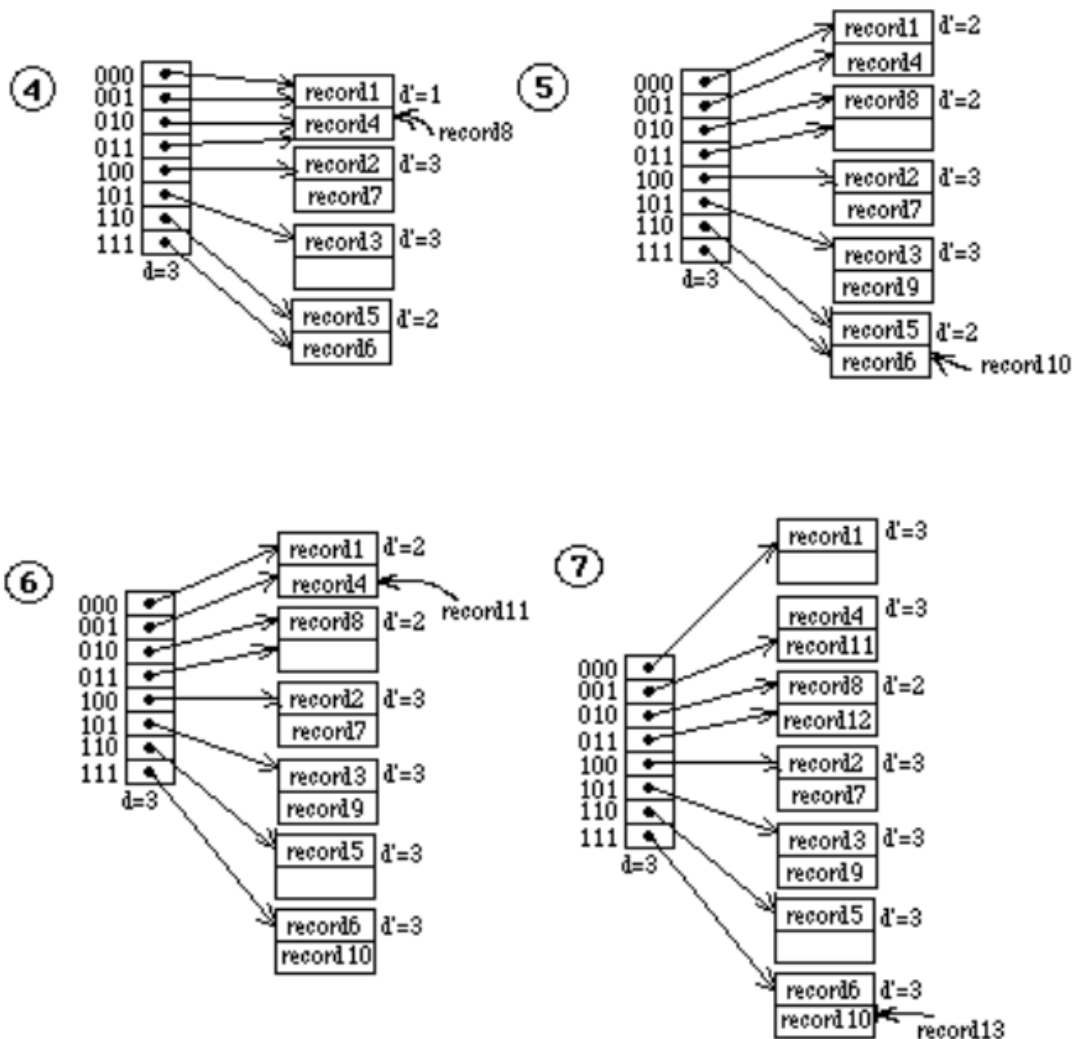 4
000
001
010
011
100
101
110
111
d=3
record1 d'=1
record4
record8
record2 d'=3
record7
record3 d'=3
record5 d'=2
record6
5
000
001
010
011
100
101
110
111
d=3
record1 d'=2
record4
record8 d'=2
record2 d'=3
record7
record3 d'=3
record9
record5 d'=2
record6
record10
6
000
001
010
011
100
101
110
111
d=3
record1 d'=2
record4
record11
record8 d'=2
record2 d'=3
record7
record3 d'=3
record9
record5 d'=3
record6 d'=3
record10
7
000
001
010
011
100
101
110
111
d=3
record1 d'=3
record4 d'=3
record11
record8 d'=2
record12
record2 d'=3
record7
record3 d'=3
record9
record5 d'=3
record6 d'=3
record10
record13